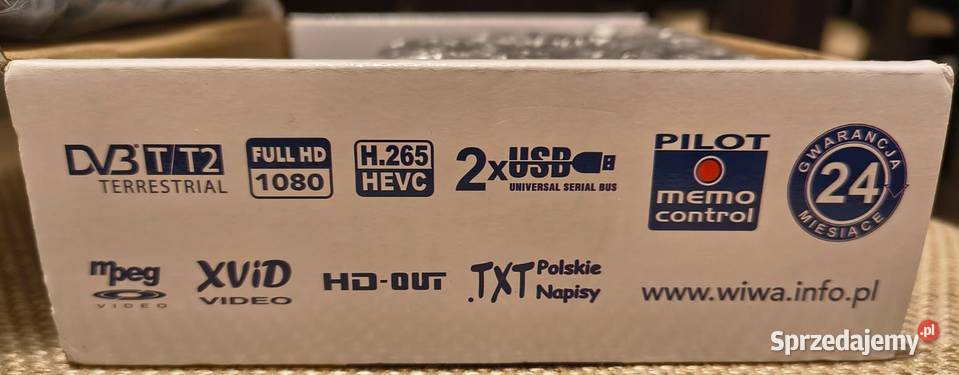 DVB T/T2
TERRESTRIAL
FULL HD
1080
H.265
HEVC
2xUSB
UNIVERSAL SERIAL BUS
PILOT
memo
control
GWARANCJA
24
MIESIĄCE
mpeg
VIDEO
XViD
VIDEO
HD-OUT
.TXT Polskie
Napisy
www.wiwa.info.pl
Sprzedajemy.pl